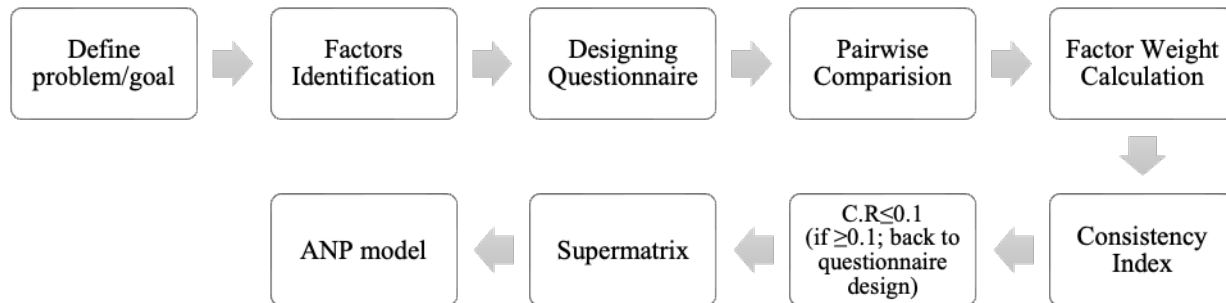 Define
problem/goal
Factors
Identification
Designing
Questionnaire
Pairwise
Comparision
Factor Weight
Calculation
Consistency
Index
C.R≤0.1
(if ≥0.1; back to
questionnaire
design)
Supermatrix
ANP model